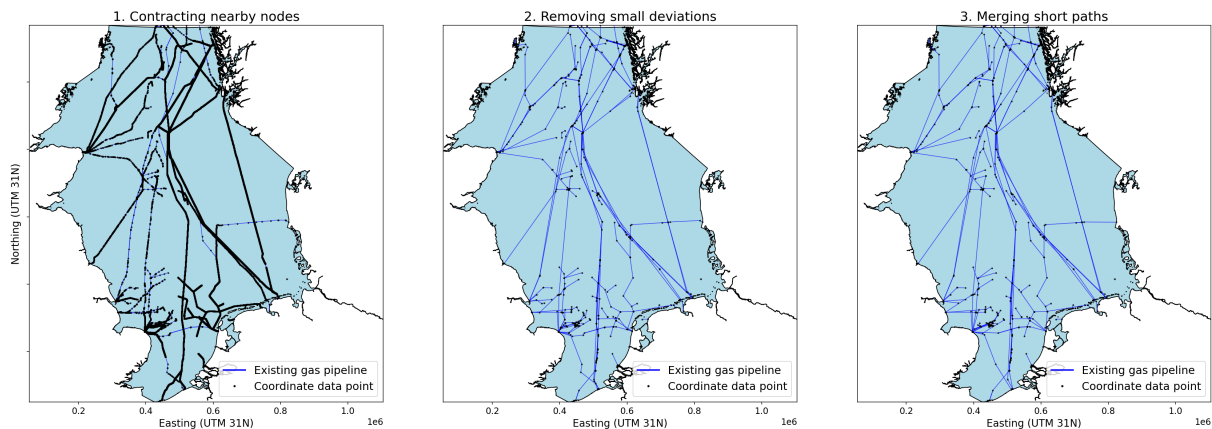 1. Contracting nearby nodes
2. Removing small deviations
3. Merging short paths
Northing (UTM 31N)
Existing gas pipeline
Coordinate data point
Existing gas pipeline
Coordinate data point
Existing gas pipeline
Coordinate data point
0.2 0.4 0.6 0.8 1.0
0.2 0.4 0.6 0.8 1.0
0.2 0.4 0.6 0.8 1.0
Easting (UTM 31N) 1e6
Easting (UTM 31N) 1e6
Easting (UTM 31N) 1e6